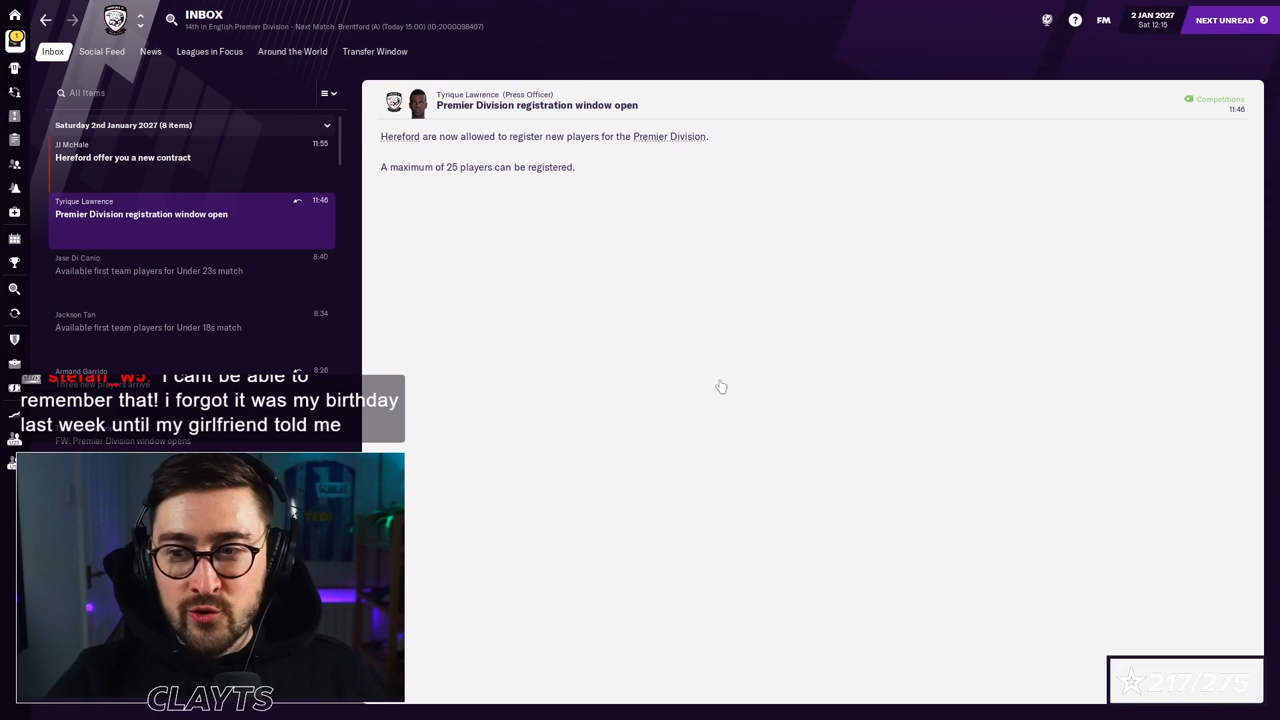 INBOX
14th in English Premier Division - Next Match: Brentford (A) (Today 15:00) (ID:2000098407)
FM
2 JAN 2027
Sat 12:15
NEXT UNREAD
Inbox
Social Feed
News
Leagues in Focus
Around the World
Transfer Window
All Items
Saturday 2nd January 2027 (8 items)
JJ McHale
11:55
Hereford offer you a new contract
Tyrique Lawrence
11:46
Premier Division registration window open
Jase Di Canio
8:40
Available first team players for Under 23s match
Jackson Tan
8:34
Available first team players for Under 18s match
Armand Garrido
8:26
Three new players arrive
FW: Premier Division window opens
Tyrique Lawrence (Press Officer)
Premier Division registration window open
Competitions
11:46
Hereford are now allowed to register new players for the Premier Division.
A maximum of 25 players can be registered.
I cant be able to
remember that! i forgot it was my birthday
last week until my girlfriend told me
CLAYTS
217/275